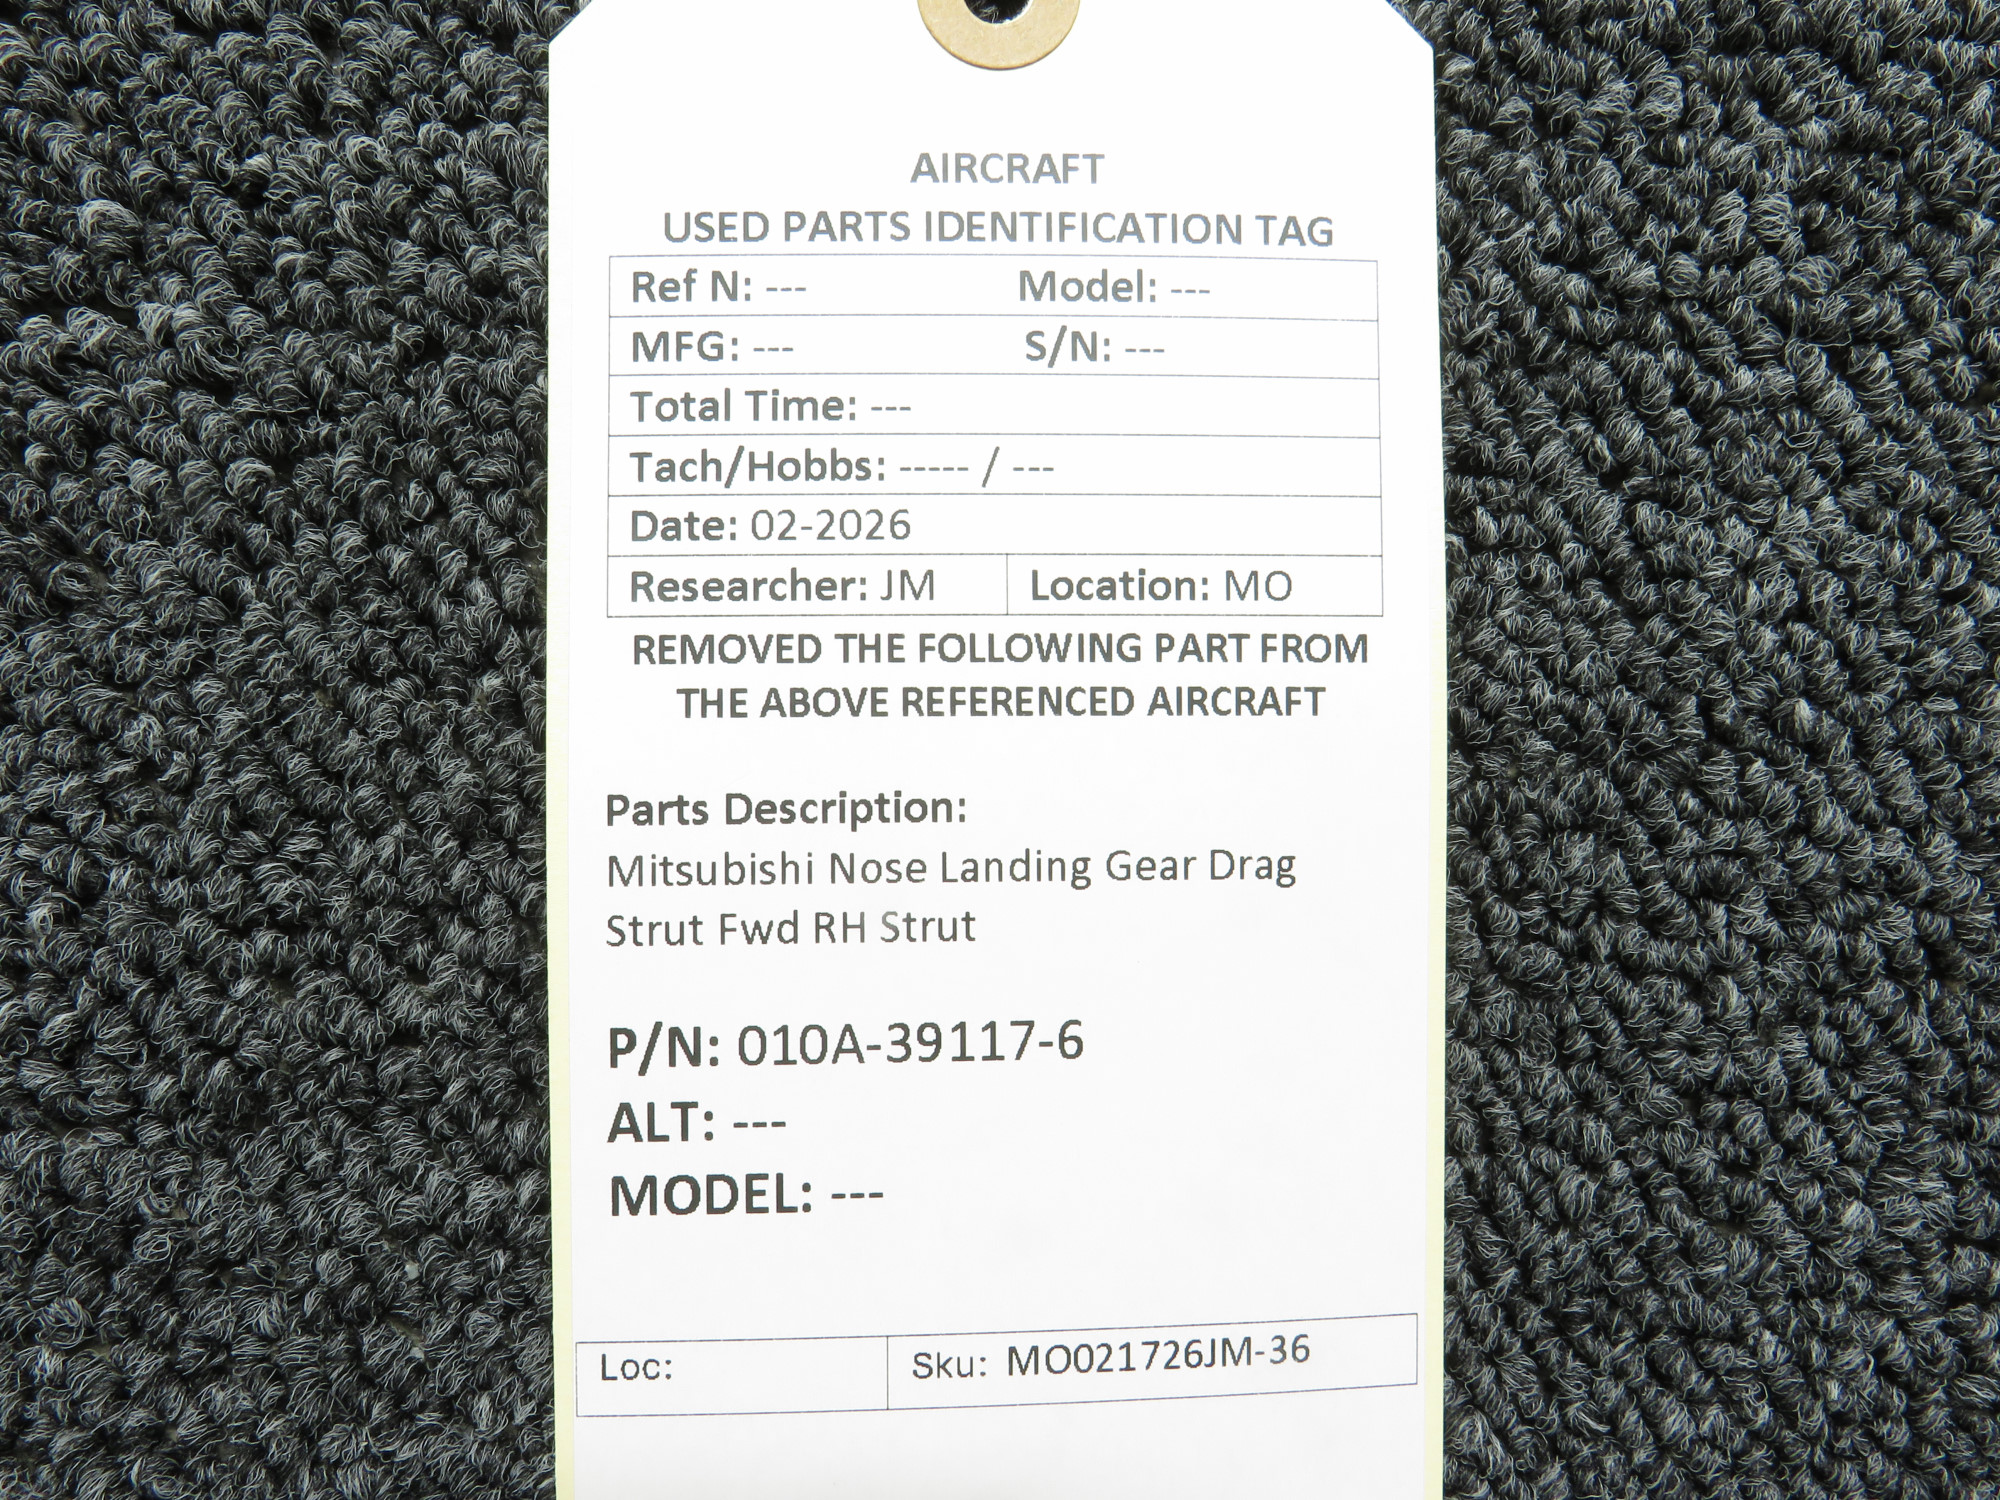 AIRCRAFT
USED PARTS IDENTIFICATION TAG
Ref N: --- Model: ---
MFG: --- S/N: ---
Total Time: ---
Tach/Hobbs: ----- / ---
Date: 02-2026
Researcher: JM Location: MO
REMOVED THE FOLLOWING PART FROM
THE ABOVE REFERENCED AIRCRAFT
Parts Description:
Mitsubishi Nose Landing Gear Drag
Strut Fwd RH Strut
P/N: 010A-39117-6
ALT: ---
MODEL: ---
Loc: Sku: MO021726JM-36